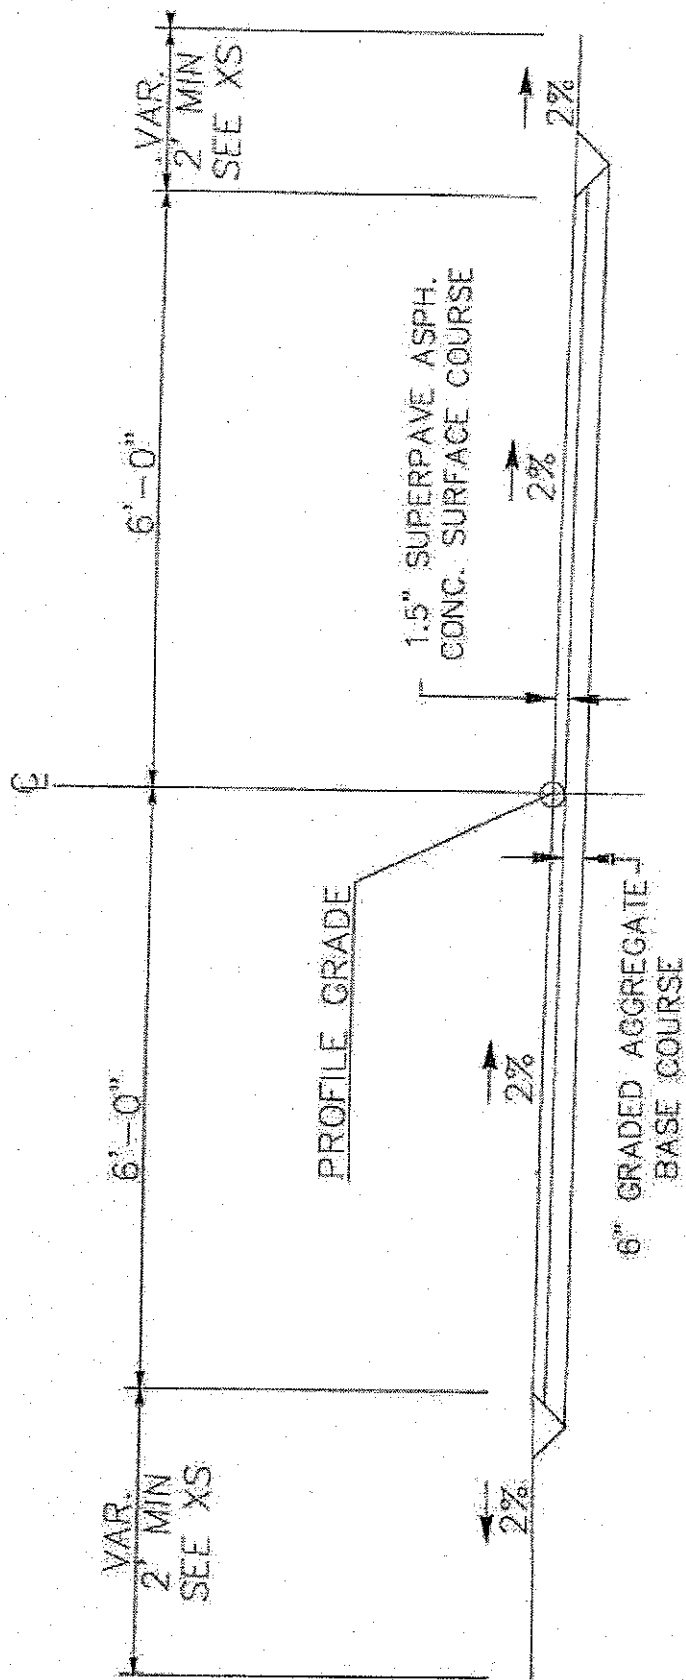 VAR.
2' MIN
SEE XS
6'-0"
℄
6'-0"
VAR.
2' MIN
SEE XS
PROFILE GRADE
1.5" SUPERPAVE ASPH.
CONC. SURFACE COURSE
2%
2%
2%
2%
6" GRADED AGGREGATE
BASE COURSE